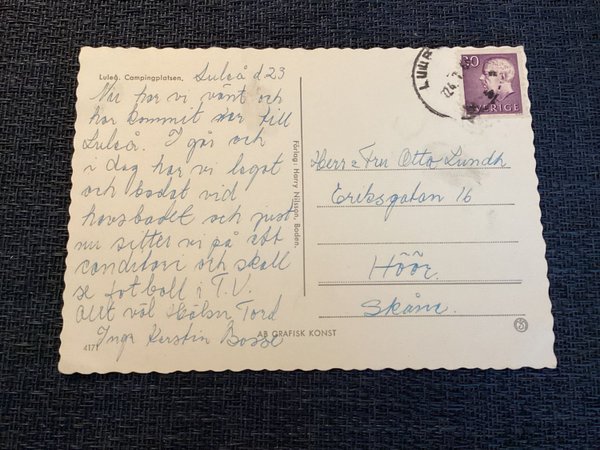 Luleå. Campingplatsen. Luleå d 23
Nu har vi vänt och
har kommit ner till
Luleå. I går och
i dag har vi legat
och badat vid
havsbadet och just
nu sitter vi på ett
conditori och skall
se fotboll i T.V.
Allt väl Hälsn Tord
Inga Kerstin Bosse
4171
AB GRAFISK KONST
Förlag: Harry Nilsson, Boden.
LULEÅ
30
SVERIGE
Herr o Fru Otto Lundh
Eriksgatan 16
Höör.
Skåne.